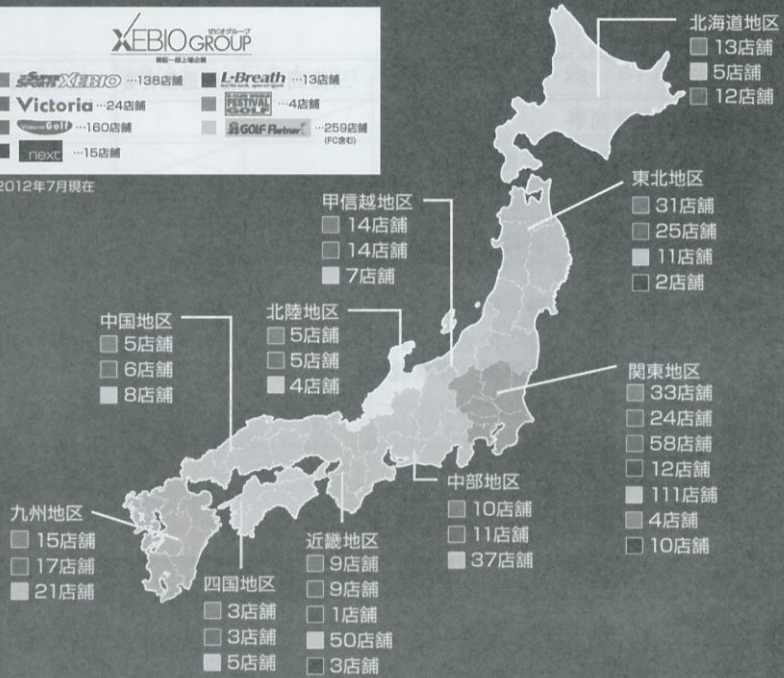 ゼビオグループ
XEBIO GROUP
東証一部上場企業
SUPER SPORTS XEBIO …138店舗
L-Breath …13店舗
Victoria …24店舗
FESTIVAL GOLF …4店舗
Victoria Golf …160店舗
GOLF Partner …259店舗
(FC含む)
next …15店舗
2012年7月現在
北海道地区
13店舗
5店舗
12店舗
東北地区
31店舗
25店舗
11店舗
2店舗
甲信越地区
14店舗
14店舗
7店舗
北陸地区
5店舗
5店舗
4店舗
中国地区
5店舗
6店舗
8店舗
関東地区
33店舗
24店舗
58店舗
12店舗
111店舗
4店舗
10店舗
中部地区
10店舗
11店舗
37店舗
九州地区
15店舗
17店舗
21店舗
四国地区
3店舗
3店舗
5店舗
近畿地区
9店舗
9店舗
1店舗
50店舗
3店舗